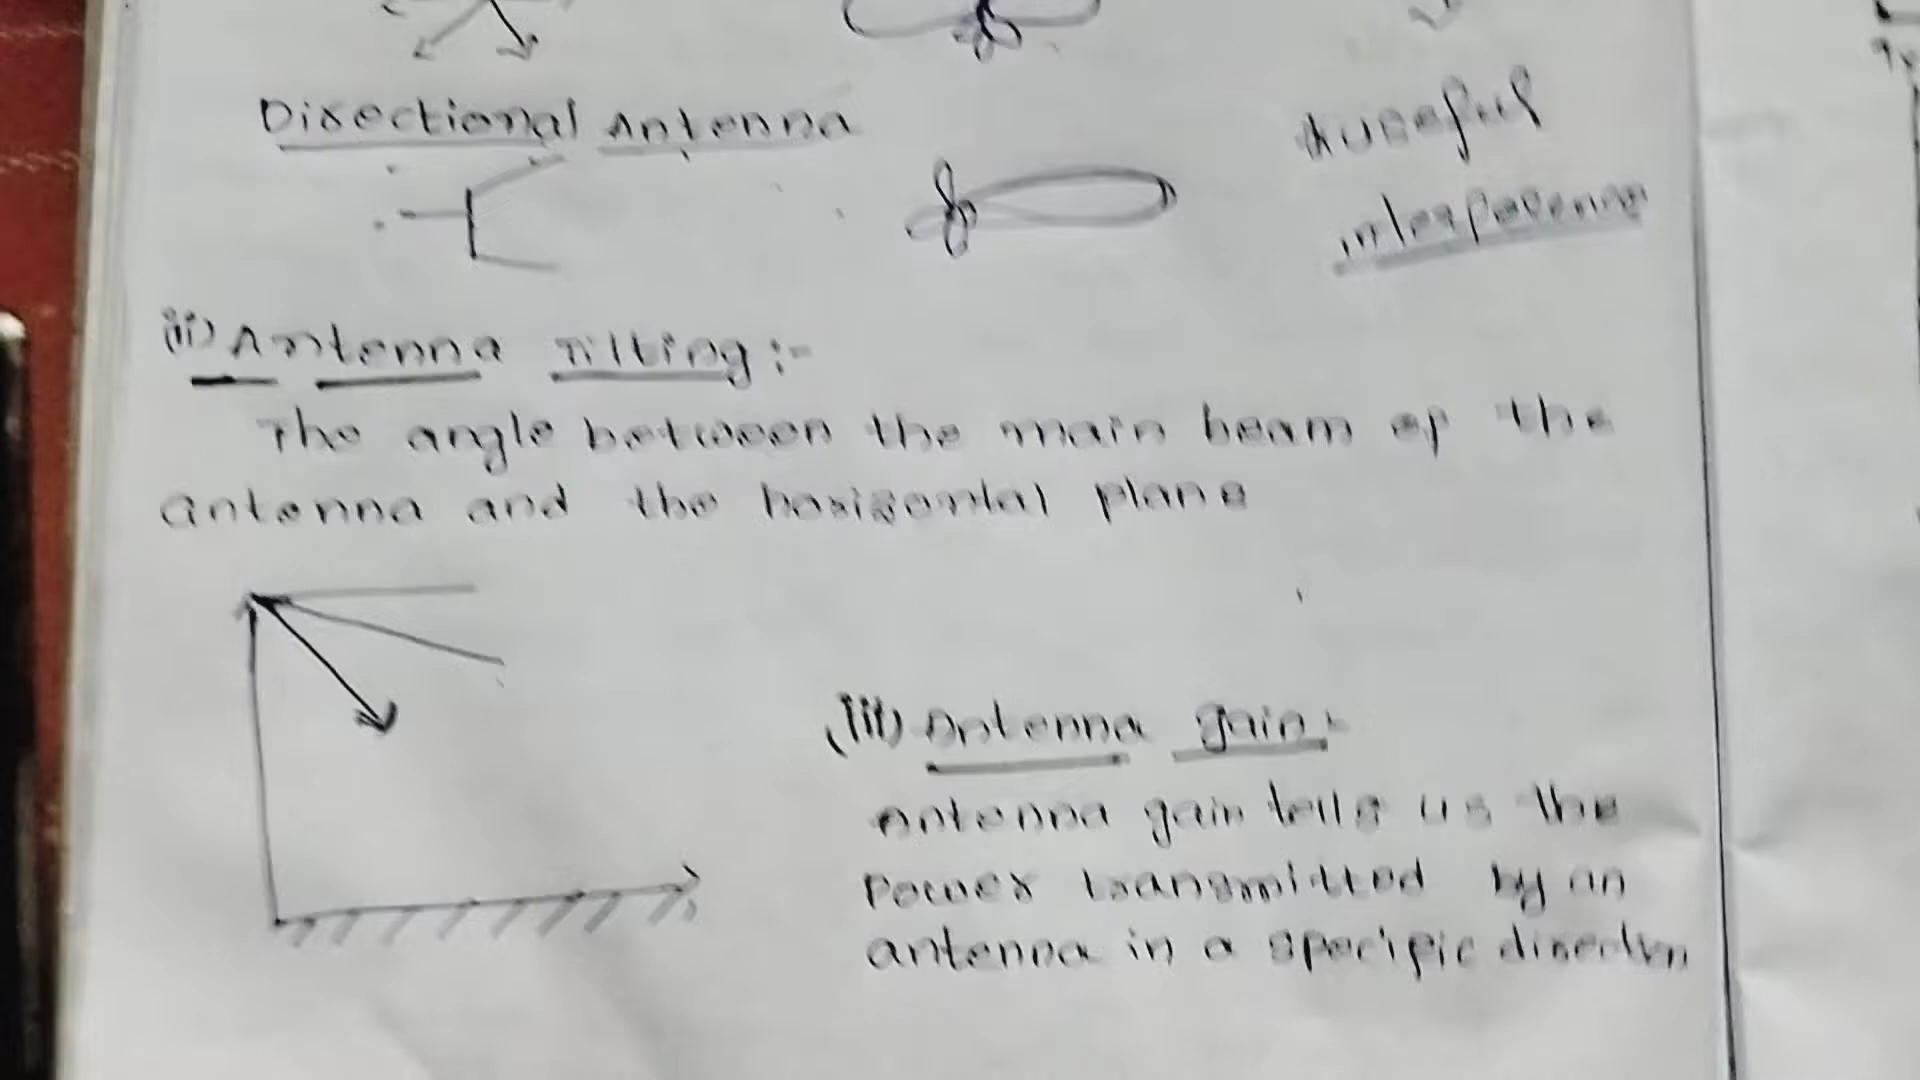 Directional Antenna
useful
interference
(ii) Antenna Tilting :-
The angle between the main beam of the
antenna and the horizontal plane
(iii) Antenna gain:-
Antenna gain tells us the
Power transmitted by an
antenna in a specific direction